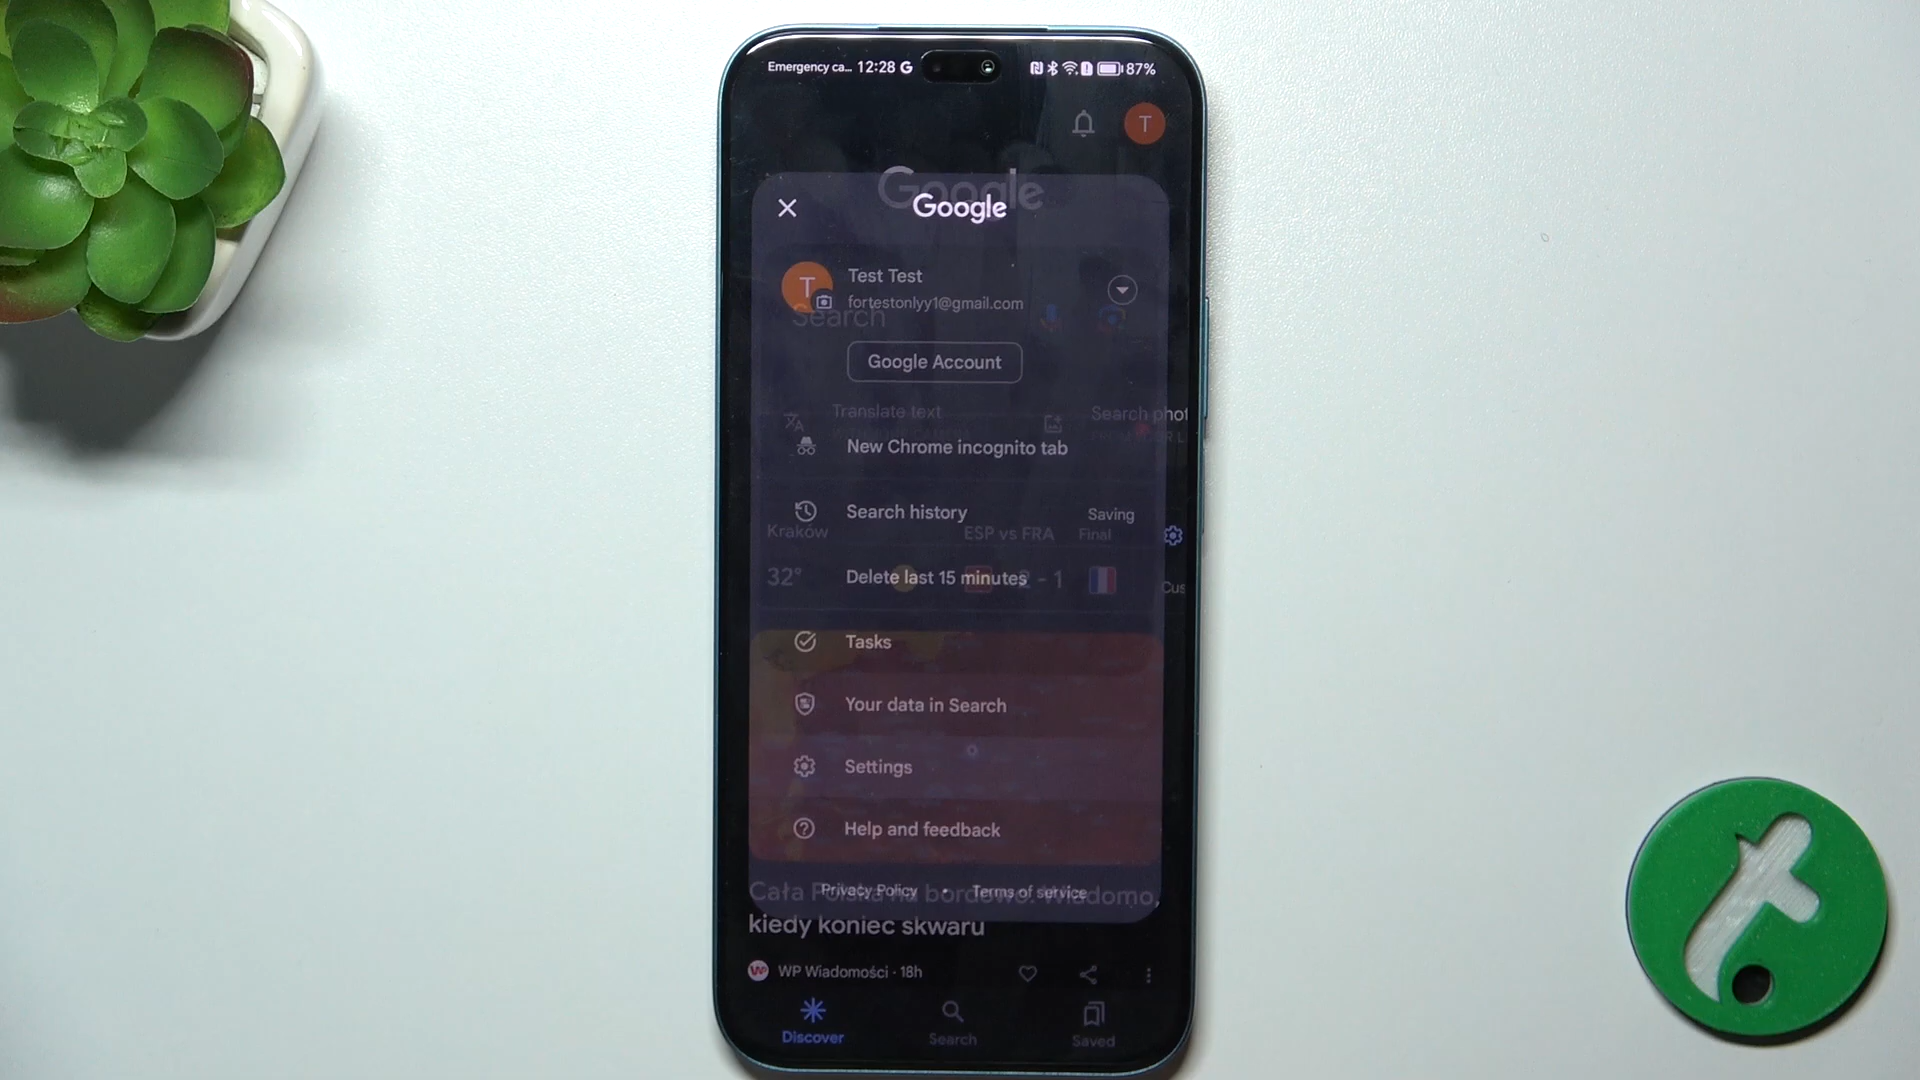 Emergency ca... 12:28 G 87%
T
Google
Google
T
Test Test
fortestonlyy1@gmail.com
Search
Google Account
Translate text
Search phot
New Chrome incognito tab
Search history
Saving
Kraków
ESP vs FRA
Final
32°
Delete last 15 minutes
- 1
Cus
Tasks
Your data in Search
Settings
Help and feedback
Privacy Policy • Terms of service
Cała Polska na bordowo. Wiadomo,
kiedy koniec skwaru
WP WP Wiadomości · 18h
Discover
Search
Saved